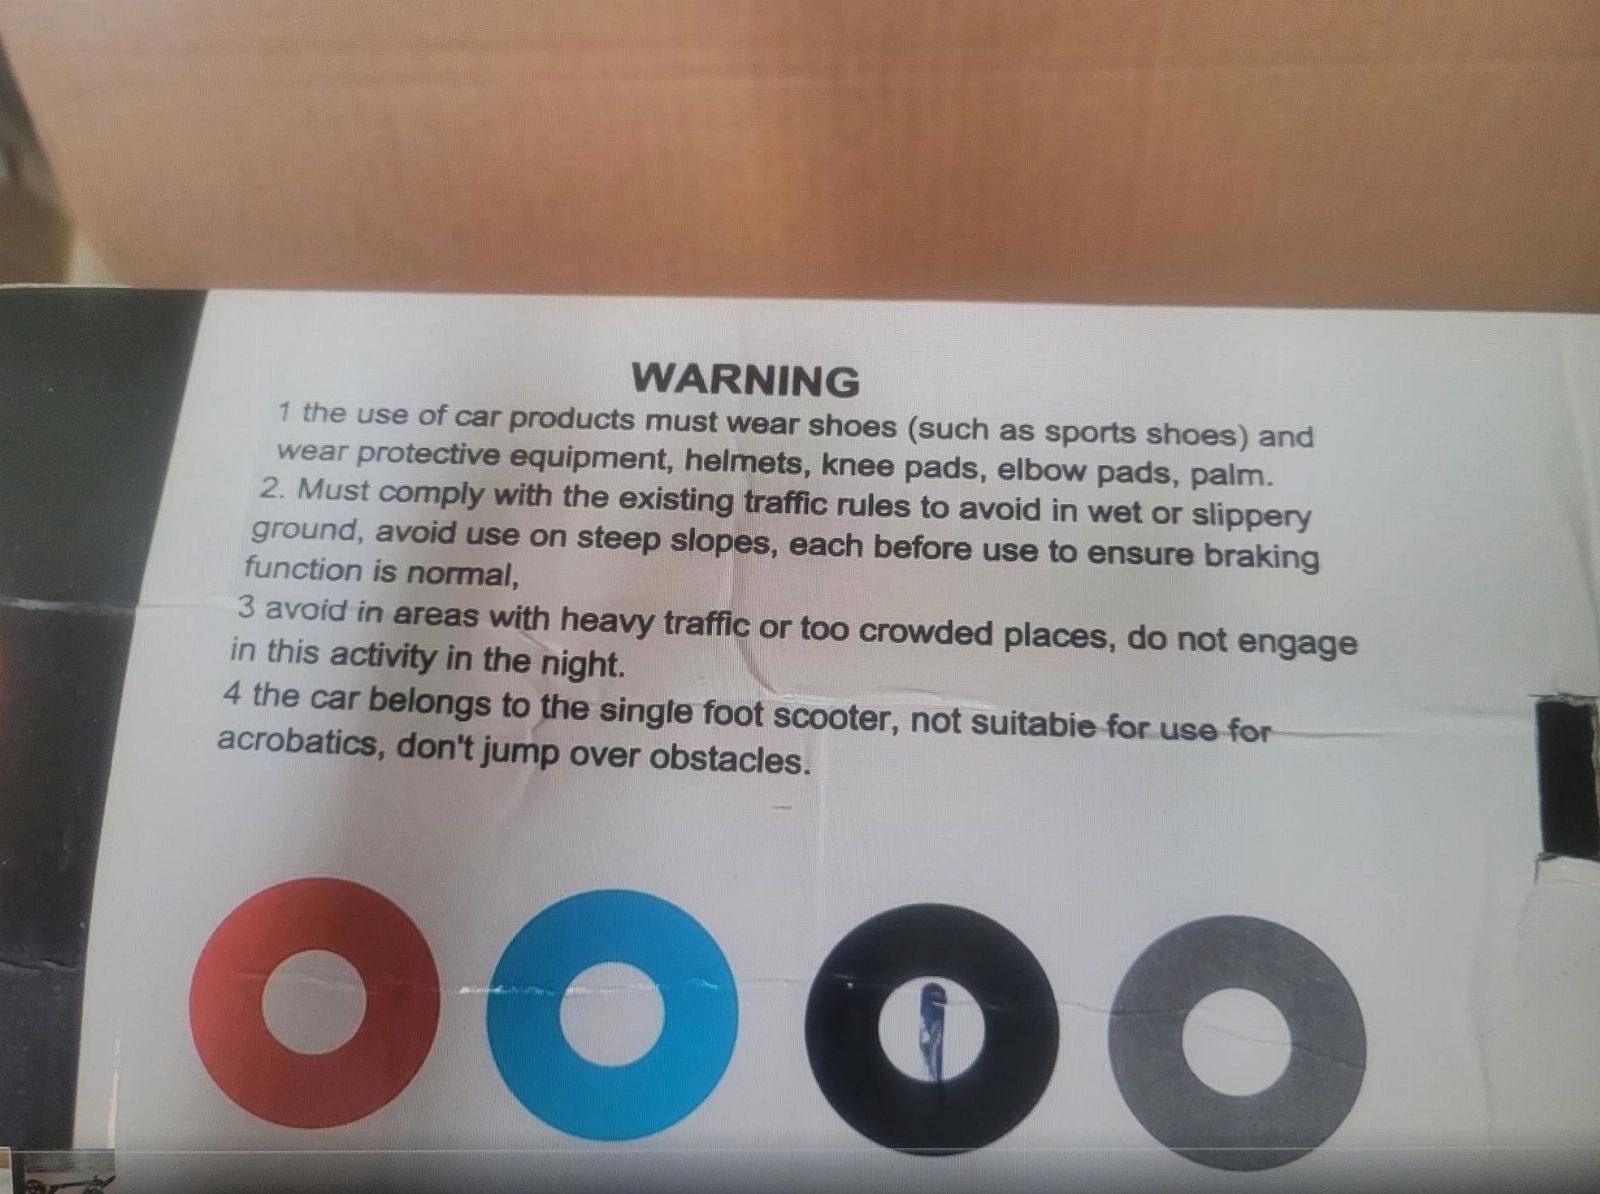 WARNING
1 the use of car products must wear shoes (such as sports shoes) and
wear protective equipment, helmets, knee pads, elbow pads, palm.
2. Must comply with the existing traffic rules to avoid in wet or slippery
ground, avoid use on steep slopes, each before use to ensure braking
function is normal,
3 avoid in areas with heavy traffic or too crowded places, do not engage
in this activity in the night.
4 the car belongs to the single foot scooter, not suitabie for use for
acrobatics, don't jump over obstacles.